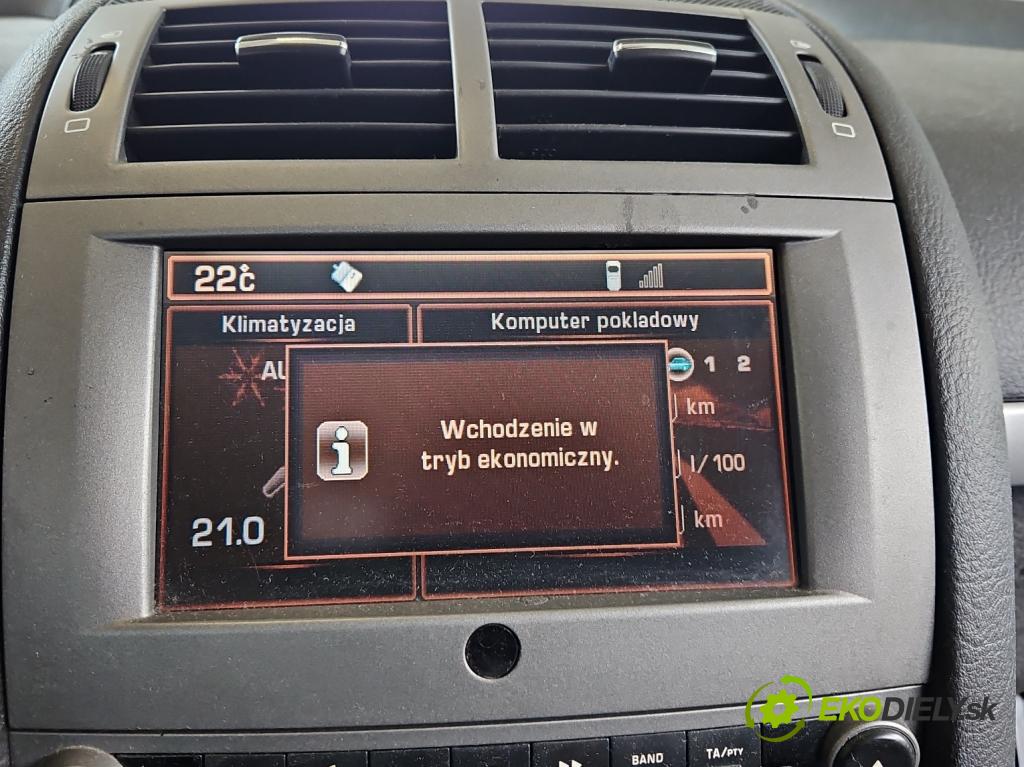 22°C
Klimatyzacja
Komputer pokladowy
1 2
km
Wchodzenie w
tryb ekonomiczny.
l/100
21.0
km
BAND
TA/PTY
EKODIELY.sk